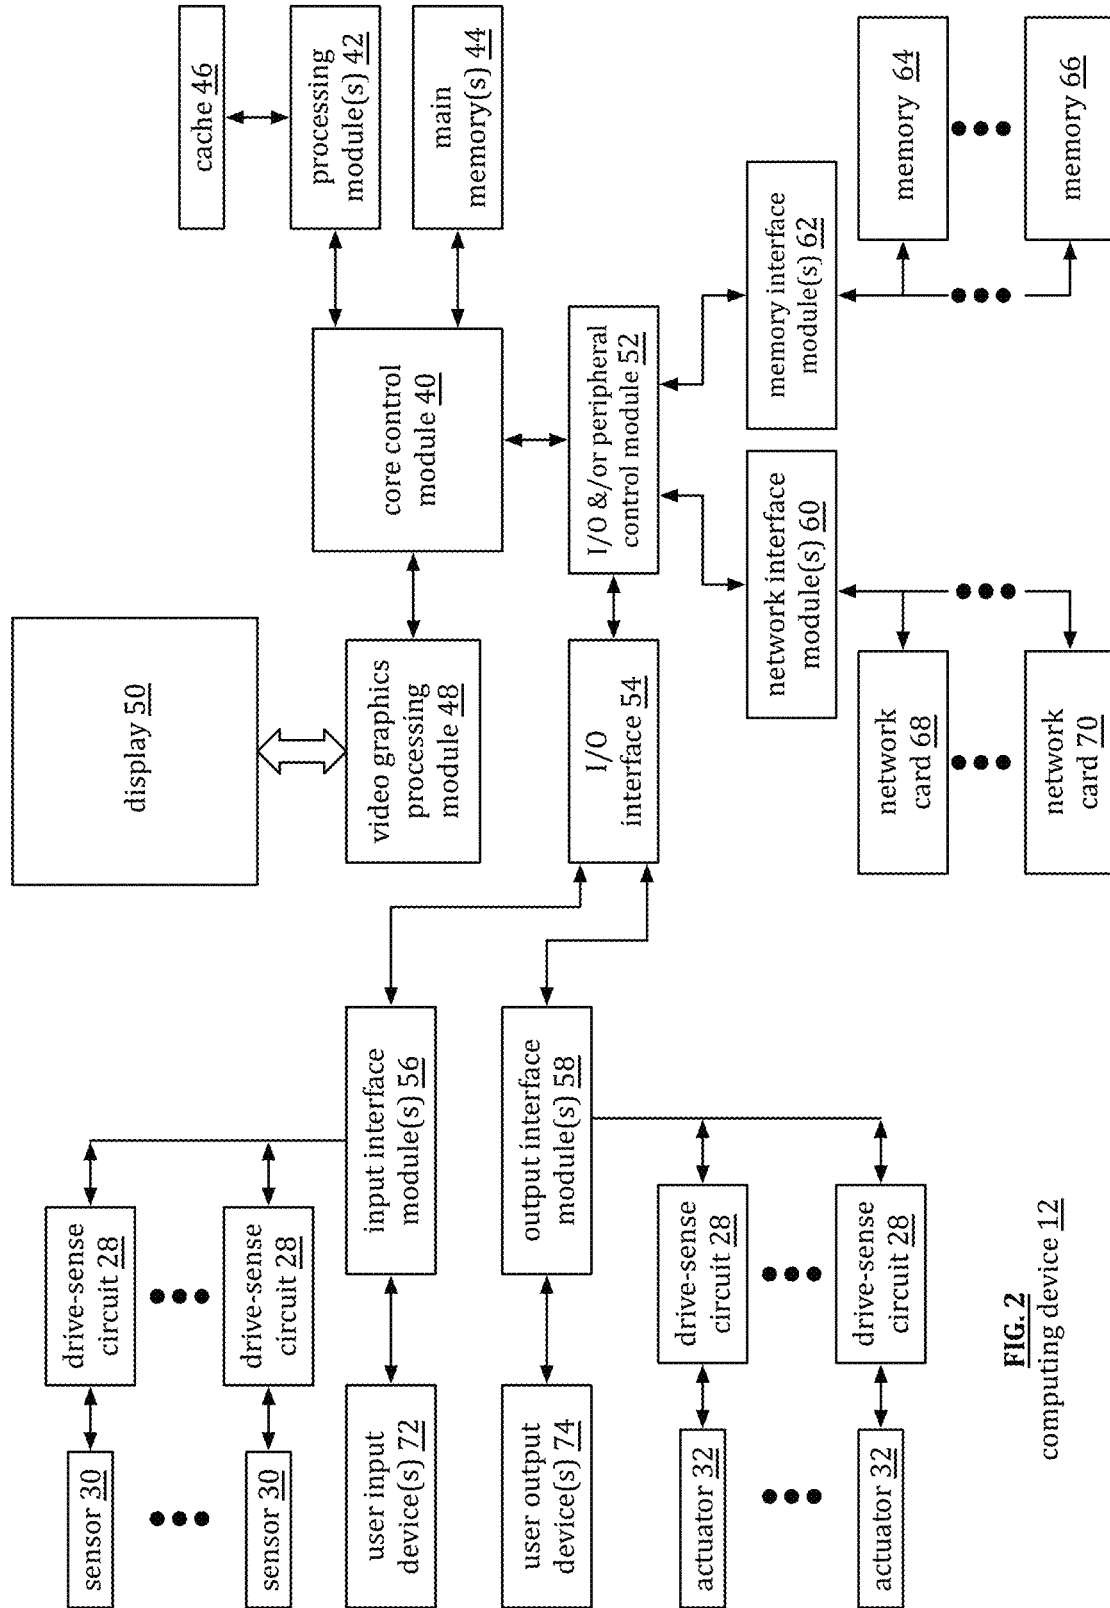 sensor 30
sensor 30
drive-sense
circuit 28
drive-sense
circuit 28
user input
device(s) 72
input interface
module(s) 56
user output
device(s) 74
output interface
module(s) 58
actuator 32
actuator 32
drive-sense
circuit 28
drive-sense
circuit 28
display 50
video graphics
processing
module 48
I/O
interface 54
core control
module 40
I/O &/or peripheral
control module 52
cache 46
processing
module(s) 42
main
memory(s) 44
network interface
module(s) 60
memory interface
module(s) 62
network
card 68
network
card 70
memory 64
memory 66
FIG. 2
computing device 12